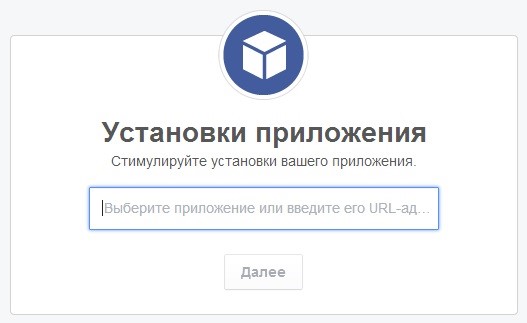 Установки приложения
Стимулируйте установки вашего приложения.
Выберите приложение или введите его URL-ад...
Далее